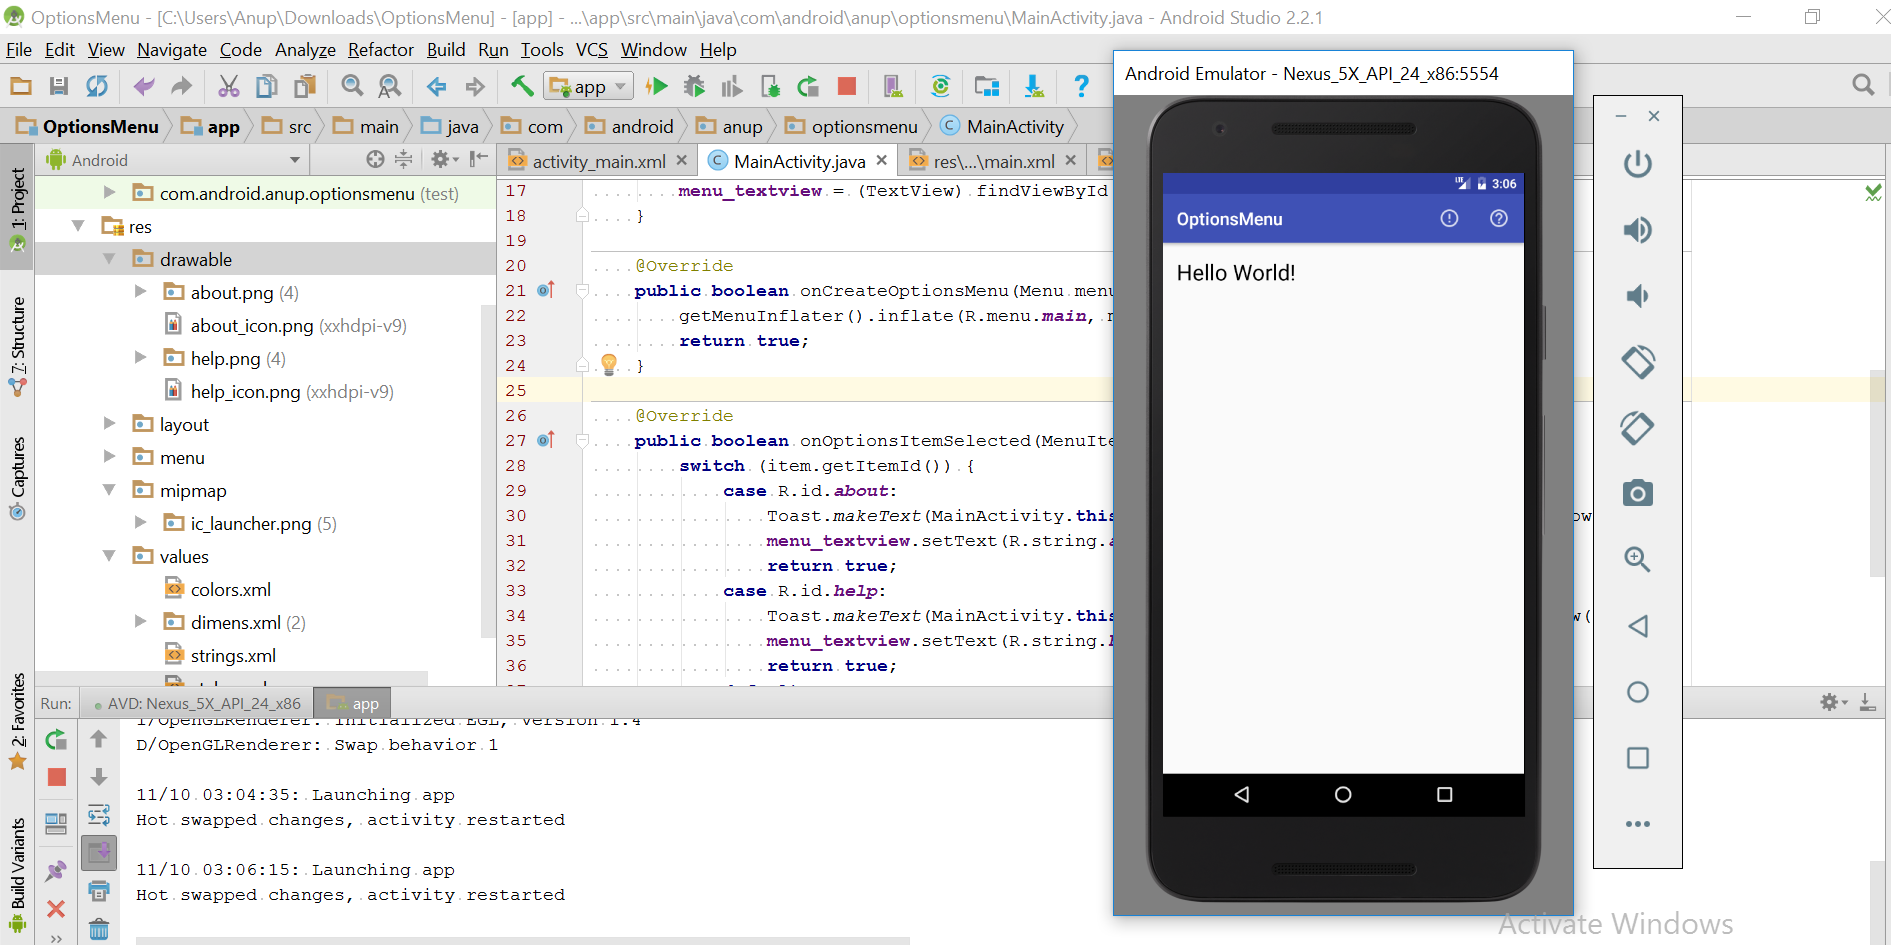 OptionsMenu - [C:\Users\Anup\Downloads\OptionsMenu] - [app] - ...\app\src\main\java\com\android\anup\optionsmenu\MainActivity.java - Android Studio 2.2.1
File Edit View Navigate Code Analyze Refactor Build Run Tools VCS Window Help
app
OptionsMenu app src main java com android anup optionsmenu MainActivity
Android
activity_main.xml MainActivity.java res\...\main.xml
1: Project
7: Structure
Captures
2: Favorites
Build Variants
com.android.anup.optionsmenu (test)
res
drawable
about.png (4)
about_icon.png (xxhdpi-v9)
help.png (4)
help_icon.png (xxhdpi-v9)
layout
menu
mipmap
ic_launcher.png (5)
values
colors.xml
dimens.xml (2)
strings.xml
17 menu_textview = (TextView) findViewById
18 }
19
20 @Override
21 public boolean onCreateOptionsMenu(Menu menu
22 getMenuInflater().inflate(R.menu.main,
23 return true;
24 }
25
26 @Override
27 public boolean onOptionsItemSelected(MenuIte
28 switch (item.getItemId()) {
29 case R.id.about:
30 Toast.makeText(MainActivity.this ow
31 menu_textview.setText(R.string.
32 return true;
33 case R.id.help:
34 Toast.makeText(MainActivity.this w(
35 menu_textview.setText(R.string.
36 return true;
Run: AVD: Nexus_5X_API_24_x86 app
I/OpenGLRenderer: Initialized EGL, version 1.4
D/OpenGLRenderer: Swap behavior 1
11/10 03:04:35: Launching app
Hot swapped changes, activity restarted
11/10 03:06:15: Launching app
Hot swapped changes, activity restarted
Android Emulator - Nexus_5X_API_24_x86:5554
LTE 3:06
OptionsMenu
Hello World!
Activate Windows